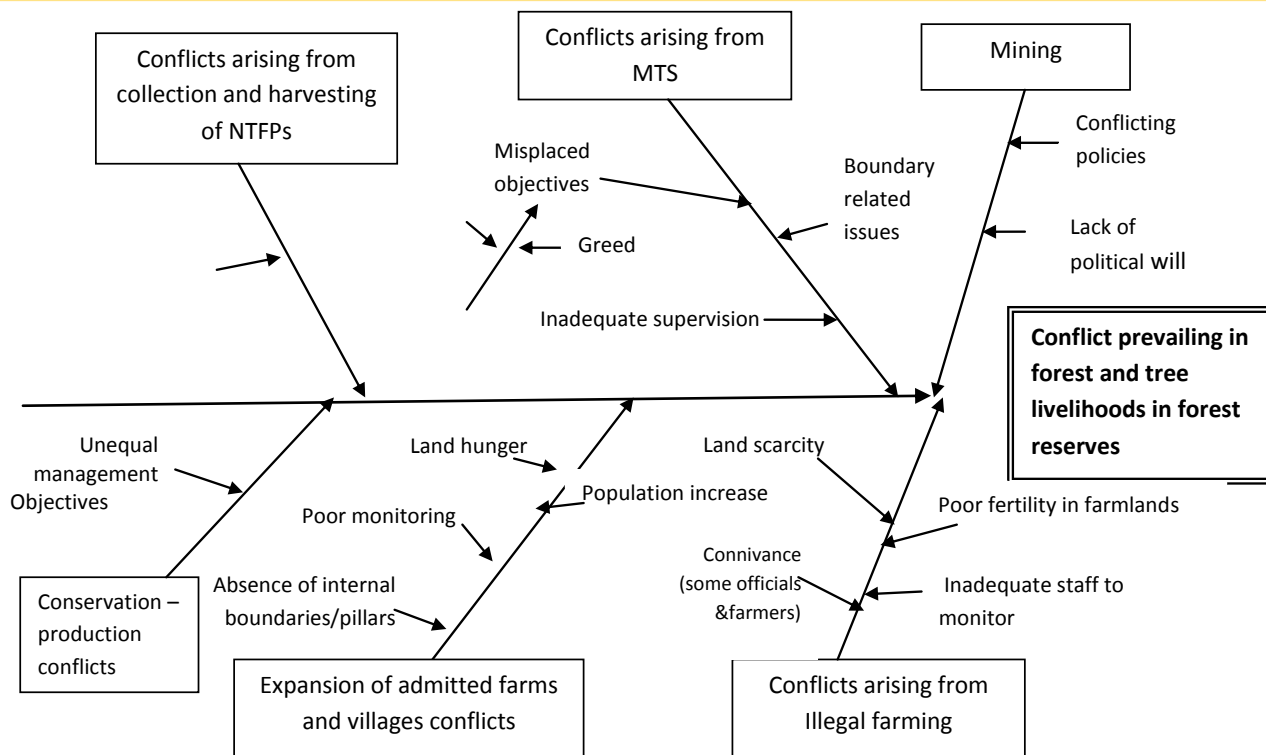 Conflicts arising from
collection and harvesting
of NTFPs
Conflicts arising from
MTS
Mining
Conflicting
policies
Misplaced
objectives
Boundary
related
issues
Greed
Lack of
political will
Inadequate supervision
Conflict prevailing in
forest and tree
livelihoods in forest
reserves
Unequal
management
Objectives
Land hunger
Land scarcity
Population increase
Poor fertility in farmlands
Poor monitoring
Connivance
(some officials
&farmers)
Absence of internal
boundaries/pillars
Inadequate staff to
monitor
Conservation –
production
conflicts
Expansion of admitted farms
and villages conflicts
Conflicts arising from
Illegal farming